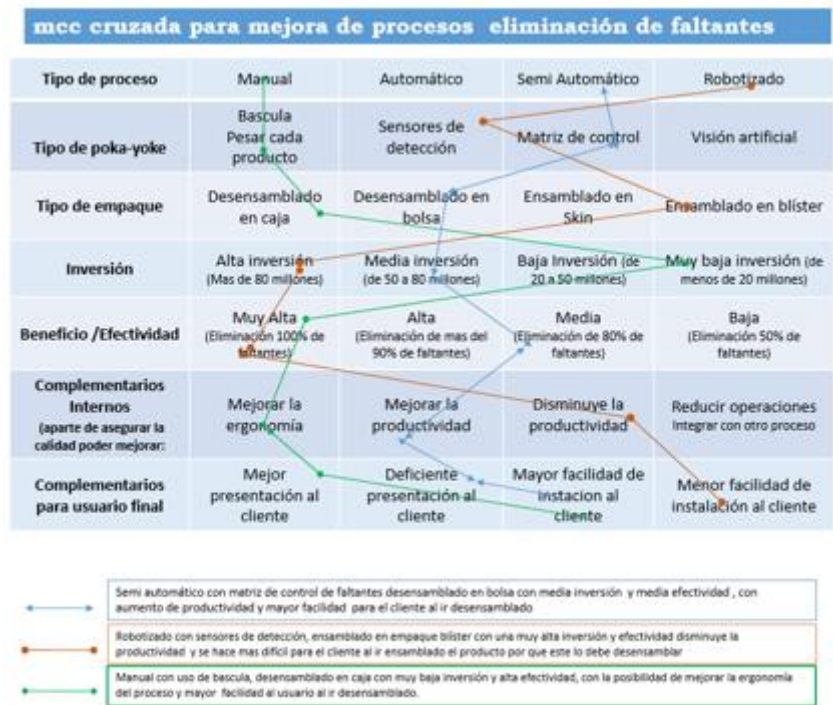 mcc cruzada para mejora de procesos eliminación de faltantes
Tipo de proceso Manual Automático Semi Automático Robotizado
Tipo de poka-yoke
Bascula
Pesar cada
producto
Sensores de
detección
Matriz de control
Visión artificial
Tipo de empaque
Desensamblado
en caja
Desensamblado en
bolsa
Ensamblado en
Skin
Ensamblado en blíster
Inversión
Alta inversión
(Mas de 80 millones)
Media inversión
(de 50 a 80 millones)
Baja Inversión (de
20 a 50 millones)
Muy baja inversión (de
menos de 20 millones)
Beneficio /Efectividad
Muy Alta
(Eliminación 100% de
faltantes)
Alta
(Eliminación de mas del
90% de faltantes)
Media
(Eliminación de 80% de
faltantes)
Baja
(Eliminación 50% de
faltantes)
Complementarios
Internos
(aparte de asegurar la
calidad poder mejorar:
Mejorar la
ergonomía
Mejorar la
productividad
Disminuye la
productividad
Reducir operaciones
Integrar con otro proceso
Complementarios
para usuario final
Mejor
presentación al
cliente
Deficiente
presentación al
cliente
Mayor facilidad de
instacion al
cliente
Menor facilidad de
instalación al cliente
Semi automático con matriz de control de faltantes desensamblado en bolsa con media inversión y media efectividad , con
aumento de productividad y mayor facilidad para el cliente al ir desensamblado
Robotizado con sensores de detección, ensamblado en empaque blíster con una muy alta inversión y efectividad disminuye la
productividad y se hace mas difícil para el cliente al ir ensamblado el producto por que este lo debe desensamblar
Manual con uso de bascula, desensamblado en caja con muy baja inversión y alta efectividad, con la posibilidad de mejorar la ergonomía
del proceso y mayor facilidad al usuario al ir desensamblado.